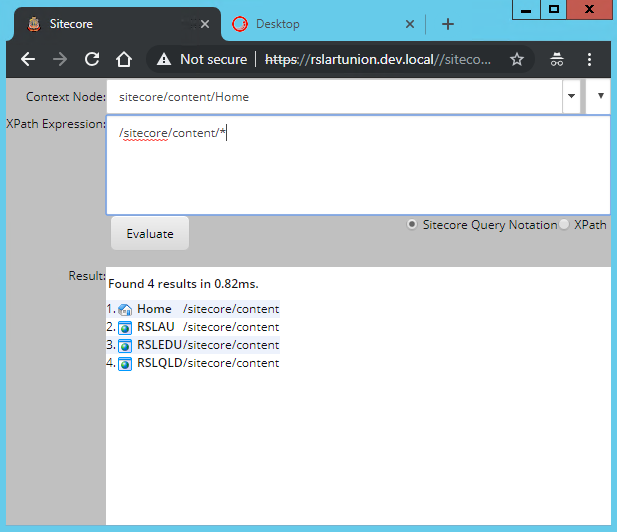 Sitecore
Desktop
Not secure https://rslartunion.dev.local//siteco...
Context Node: sitecore/content/Home
XPath Expression: /sitecore/content/*
Evaluate Sitecore Query Notation XPath
Result: Found 4 results in 0.82ms.
1. Home /sitecore/content
2. RSLAU /sitecore/content
3. RSLEDU /sitecore/content
4. RSLQLD /sitecore/content